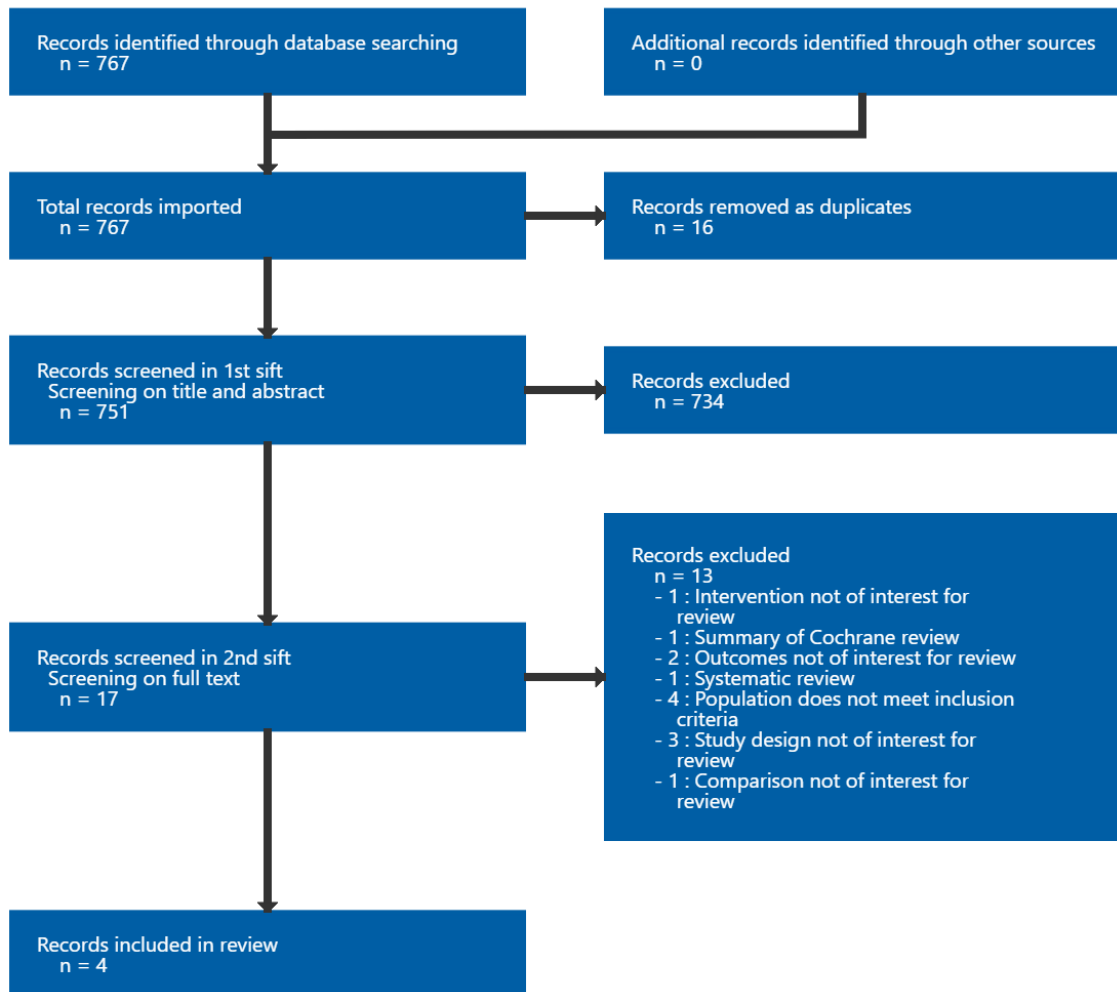 Records identified through database searching
n = 767
Additional records identified through other sources
n = 0
Total records imported
n = 767
Records removed as duplicates
n = 16
Records screened in 1st sift
Screening on title and abstract
n = 751
Records excluded
n = 734
Records screened in 2nd sift
Screening on full text
n = 17
Records excluded
n = 13
- 1 : Intervention not of interest for
review
- 1 : Summary of Cochrane review
- 2 : Outcomes not of interest for review
- 1 : Systematic review
- 4 : Population does not meet inclusion
criteria
- 3 : Study design not of interest for
review
- 1 : Comparison not of interest for
review
Records included in review
n = 4